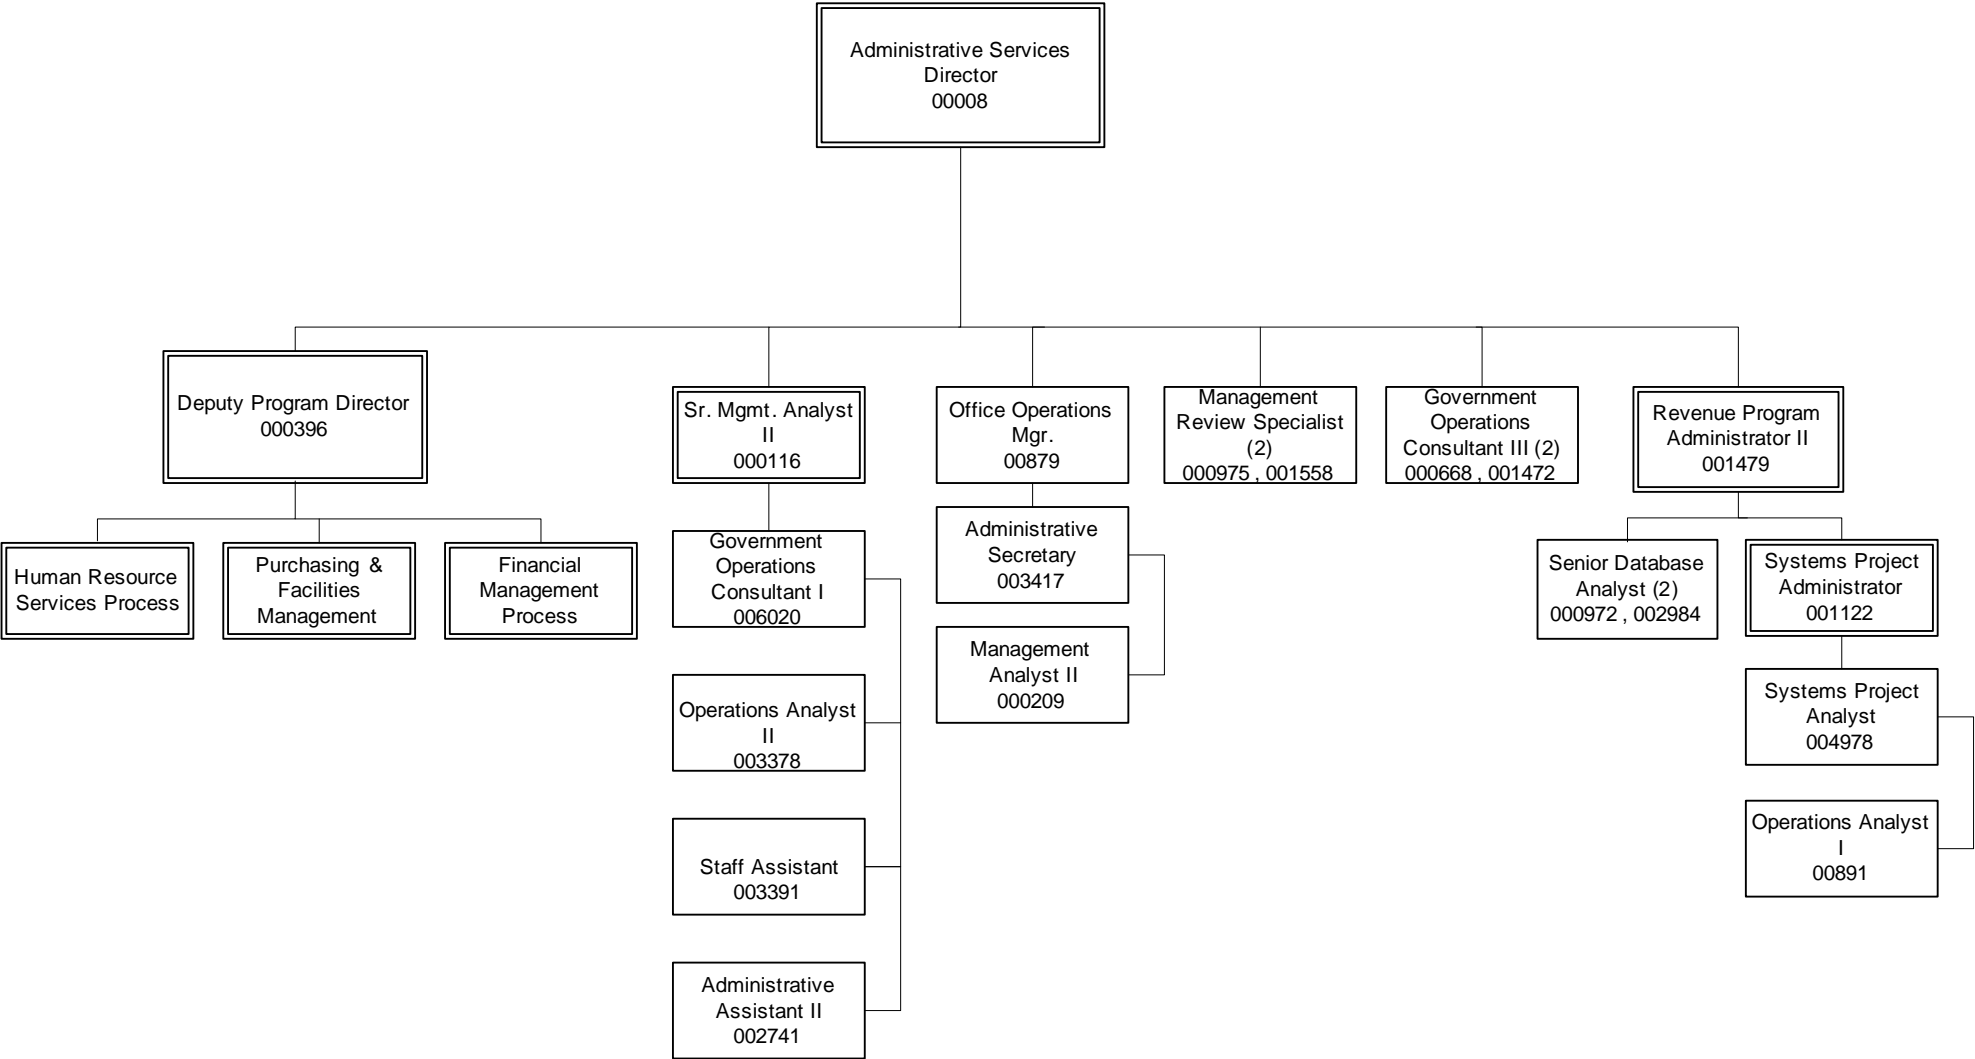 Administrative Services
Director
00008
Deputy Program Director
000396
Sr. Mgmt. Analyst
II
000116
Office Operations
Mgr.
00879
Management
Review Specialist
(2)
000975 , 001558
Government
Operations
Consultant III (2)
000668 , 001472
Revenue Program
Administrator II
001479
Human Resource
Services Process
Purchasing &
Facilities
Management
Financial
Management
Process
Government
Operations
Consultant I
006020
Administrative
Secretary
003417
Senior Database
Analyst (2)
000972 , 002984
Systems Project
Administrator
001122
Operations Analyst
II
003378
Management
Analyst II
000209
Systems Project
Analyst
004978
Staff Assistant
003391
Operations Analyst
I
00891
Administrative
Assistant II
002741